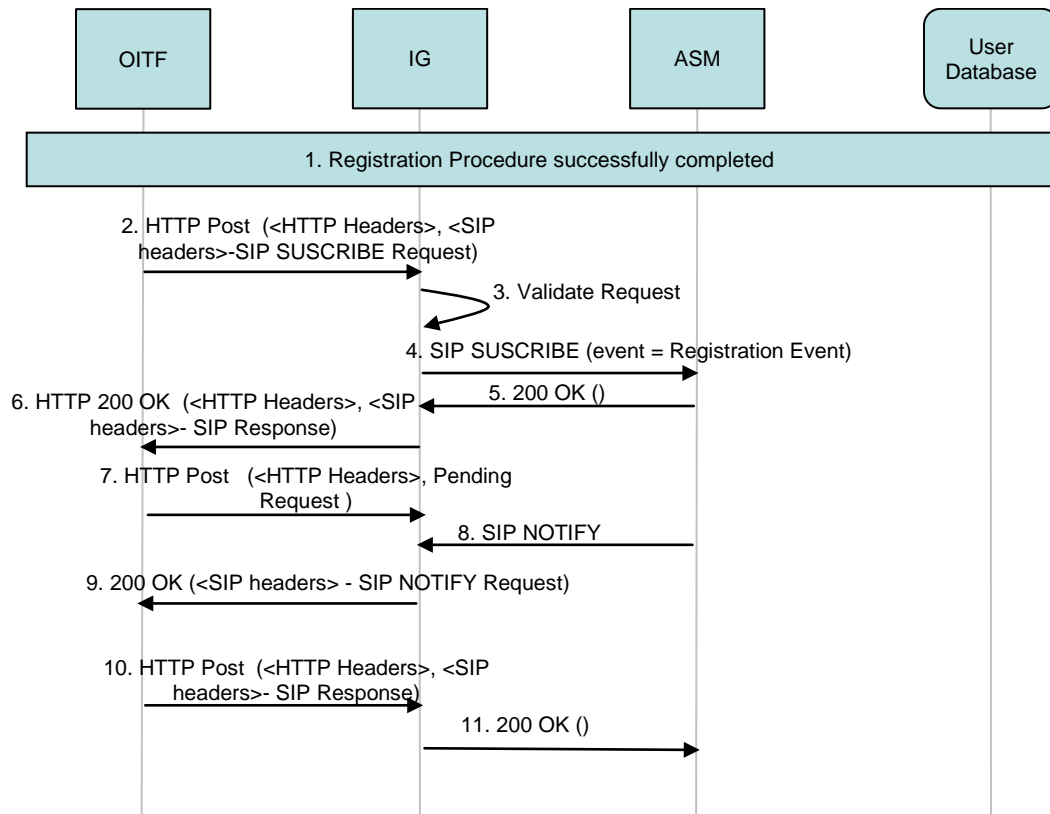 OITF
IG
ASM
User
Database
1. Registration Procedure successfully completed
2. HTTP Post (<HTTP Headers>, <SIP
headers>-SIP SUSCRIBE Request)
3. Validate Request
4. SIP SUSCRIBE (event = Registration Event)
5. 200 OK ()
6. HTTP 200 OK (<HTTP Headers>, <SIP
headers>- SIP Response)
7. HTTP Post (<HTTP Headers>, Pending
Request )
8. SIP NOTIFY
9. 200 OK (<SIP headers> - SIP NOTIFY Request)
10. HTTP Post (<HTTP Headers>, <SIP
headers>- SIP Response)
11. 200 OK ()